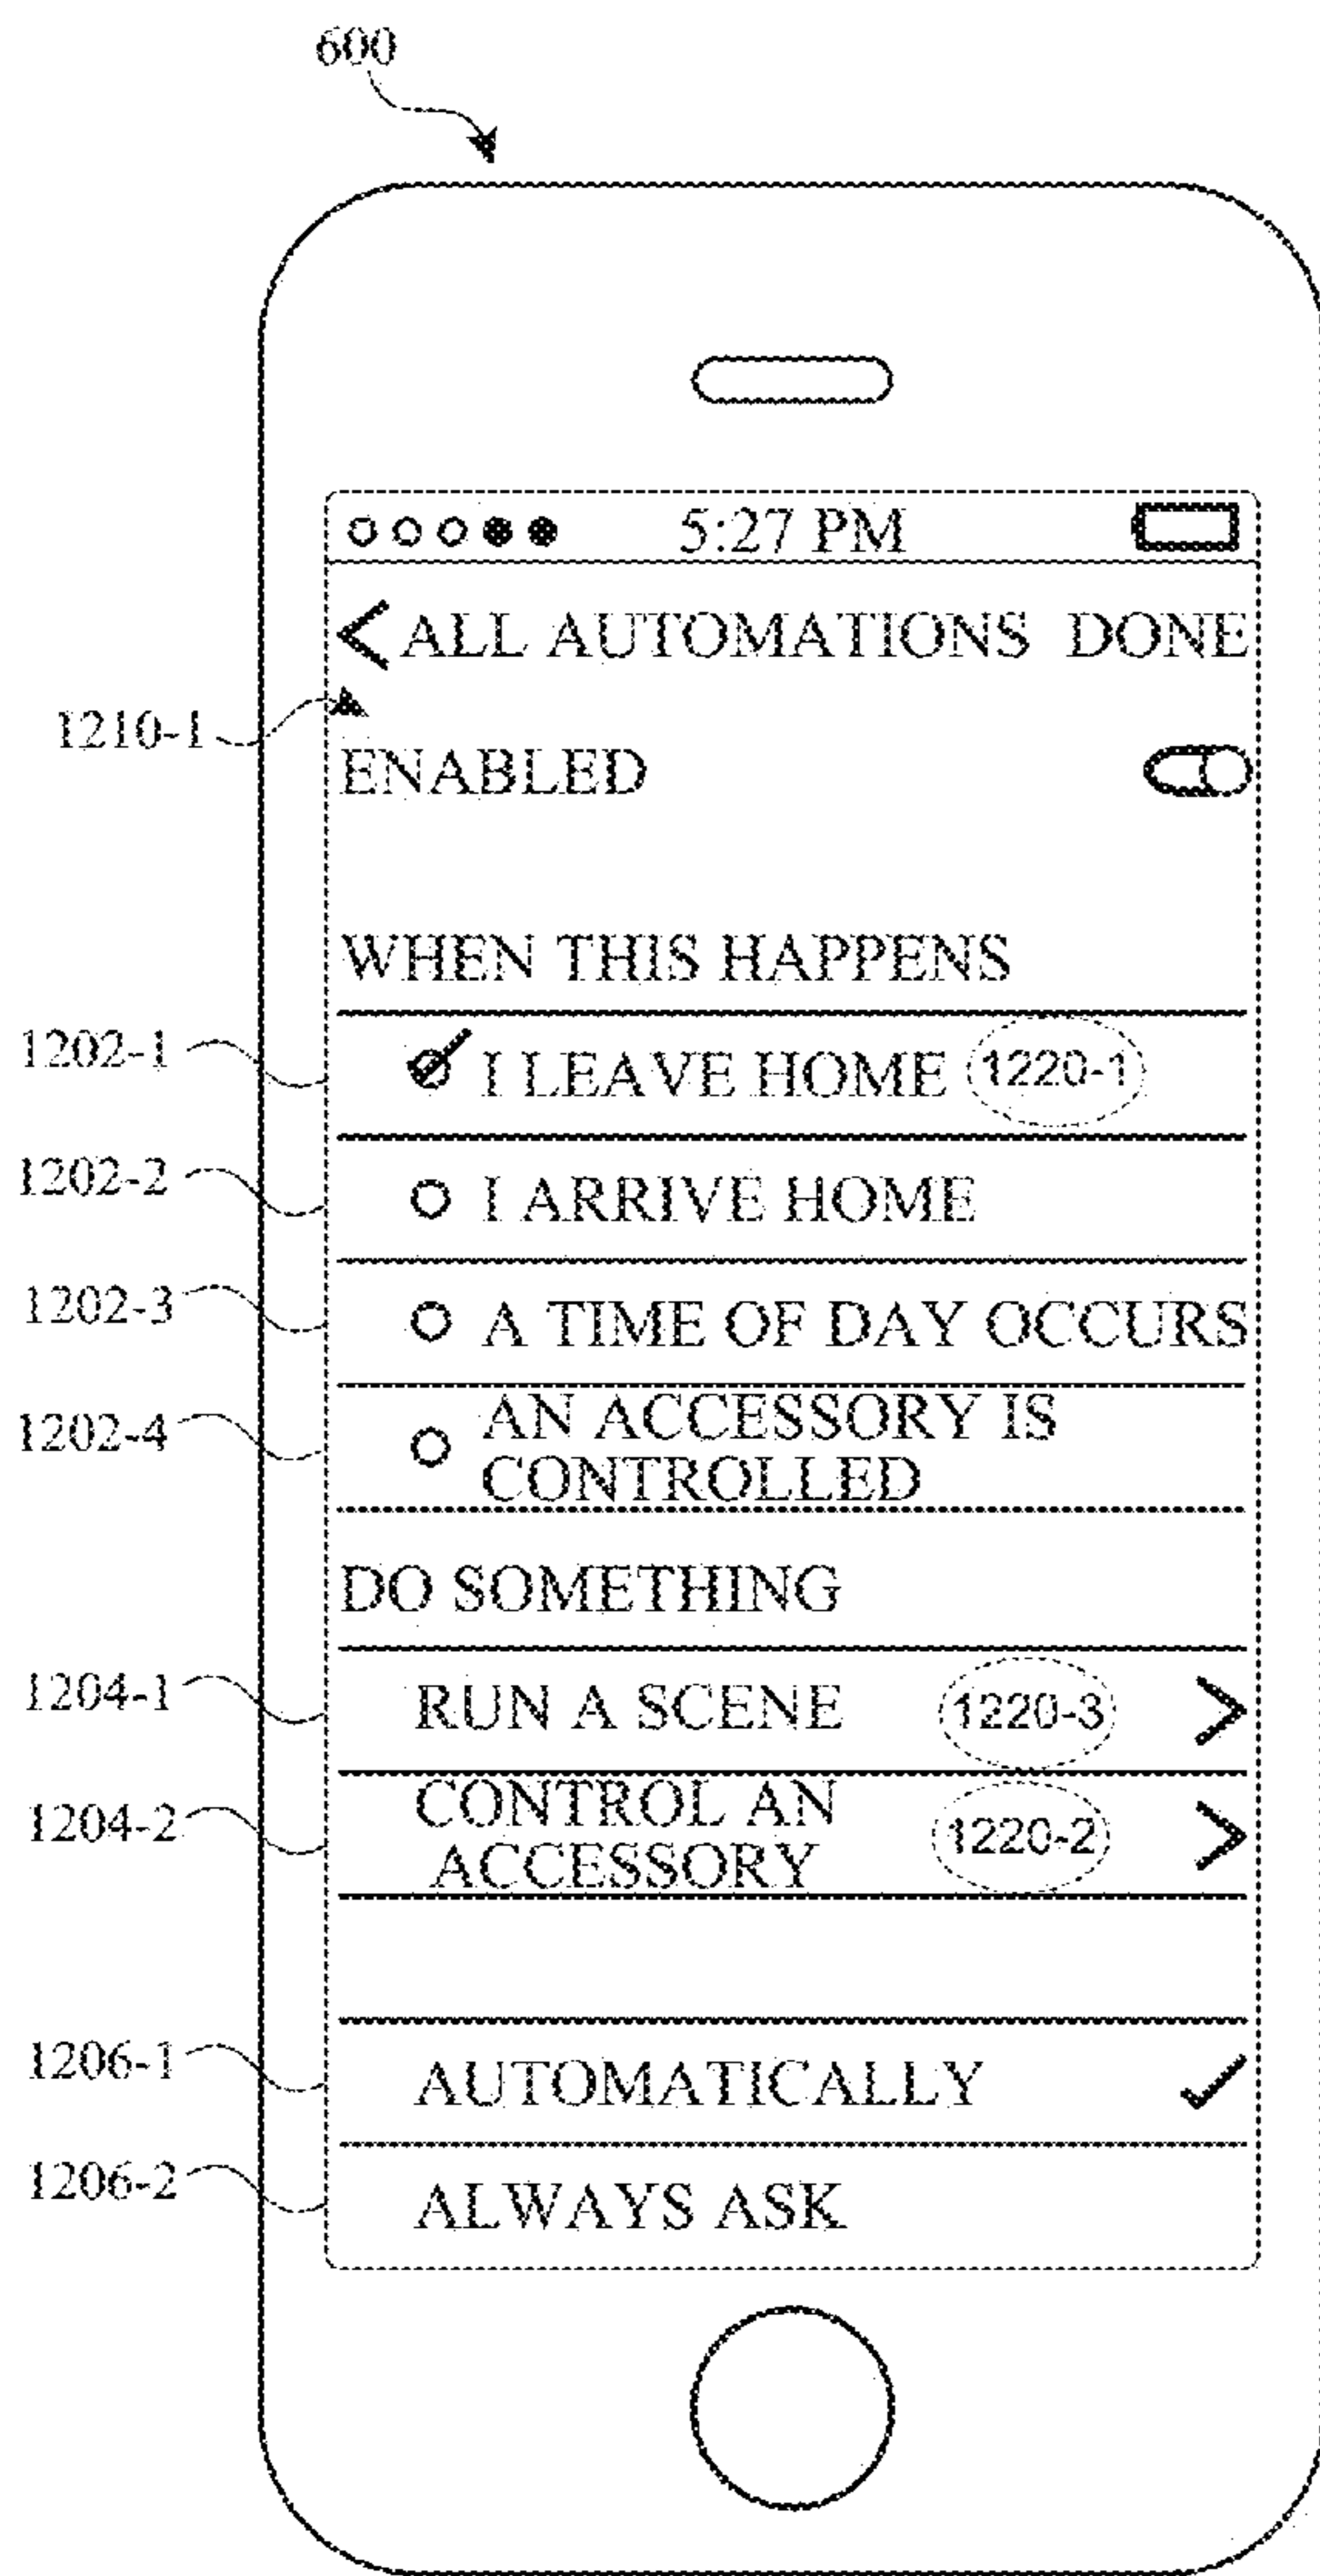 600
5:27 PM
ALL AUTOMATIONS DONE
1210-1
ENABLED
WHEN THIS HAPPENS
1202-1 I LEAVE HOME 1220-1
1202-2 I ARRIVE HOME
1202-3 A TIME OF DAY OCCURS
1202-4 AN ACCESSORY IS
CONTROLLED
DO SOMETHING
1204-1 RUN A SCENE 1220-3
1204-2 CONTROL AN
ACCESSORY 1220-2
1206-1 AUTOMATICALLY
1206-2 ALWAYS ASK